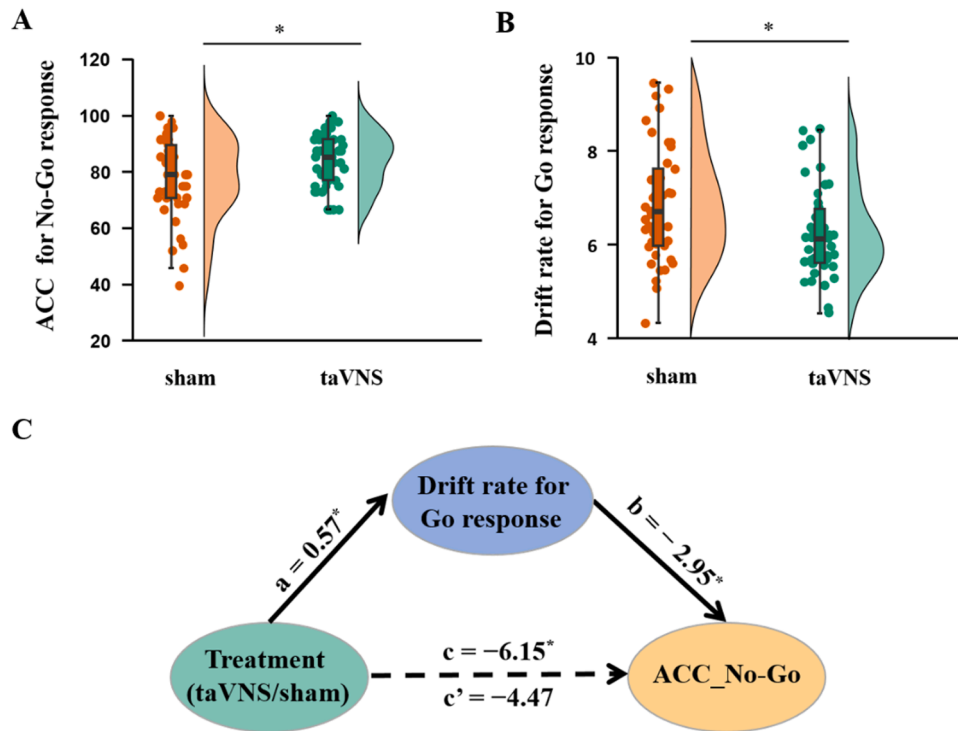 A
*
ACC for No-Go response
120
100
80
60
40
20
sham
taVNS
B
*
Drift rate for Go response
10
8
6
4
sham
taVNS
C
Drift rate for
Go response
a = 0.57*
b = − 2.95*
Treatment
(taVNS/sham)
c = −6.15*
c’ = −4.47
ACC_No-Go